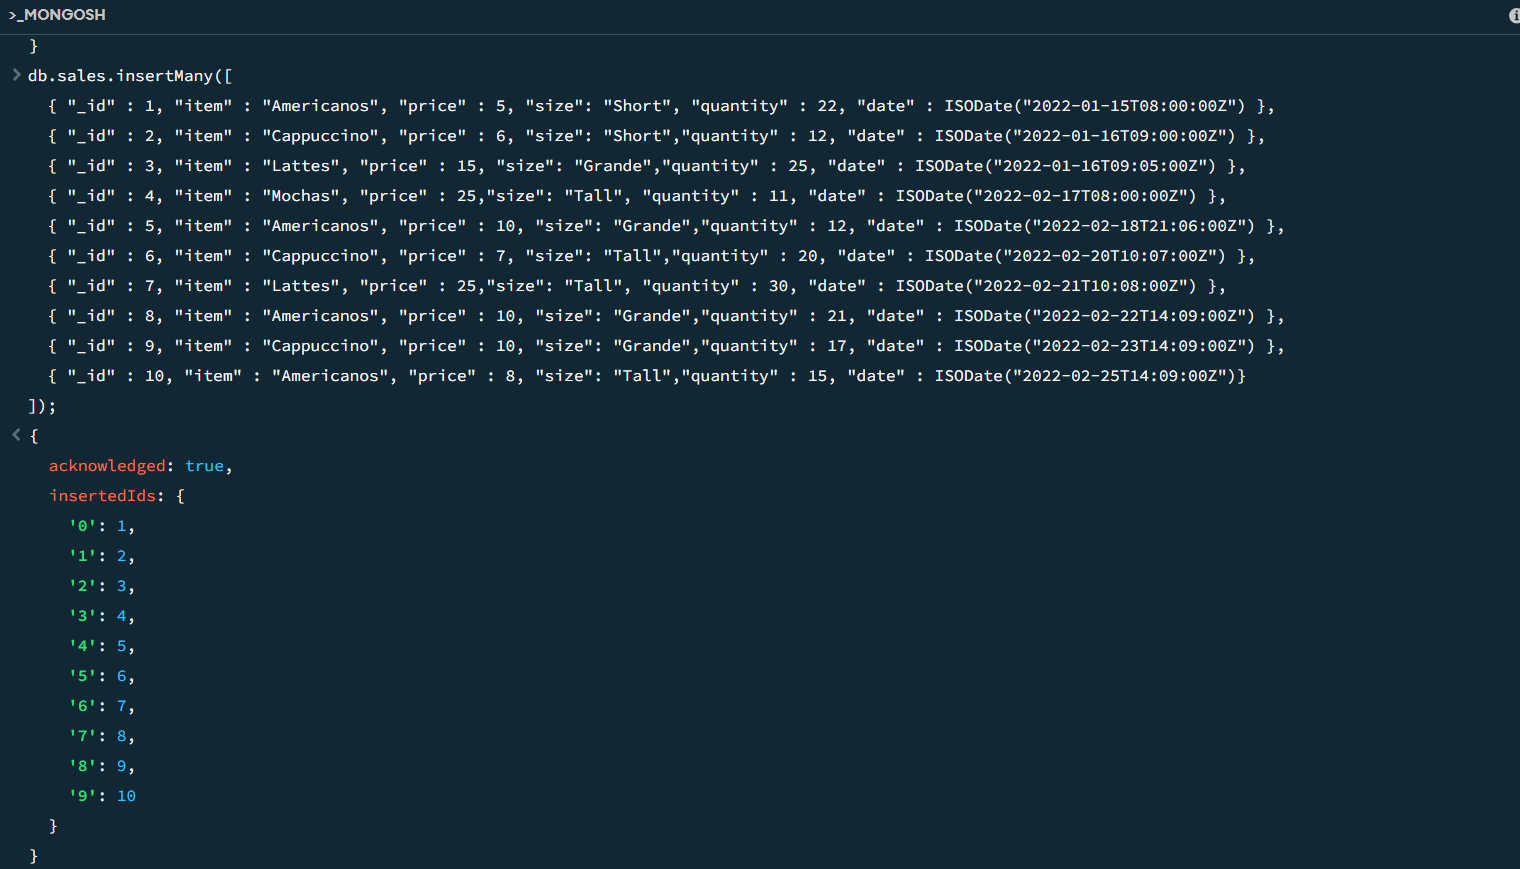 >_MONGOSH
}
> db.sales.insertMany([
{ "_id" : 1, "item" : "Americanos", "price" : 5, "size": "Short", "quantity" : 22, "date" : ISODate("2022-01-15T08:00:00Z") },
{ "_id" : 2, "item" : "Cappuccino", "price" : 6, "size": "Short","quantity" : 12, "date" : ISODate("2022-01-16T09:00:00Z") },
{ "_id" : 3, "item" : "Lattes", "price" : 15, "size": "Grande","quantity" : 25, "date" : ISODate("2022-01-16T09:05:00Z") },
{ "_id" : 4, "item" : "Mochas", "price" : 25,"size": "Tall", "quantity" : 11, "date" : ISODate("2022-02-17T08:00:00Z") },
{ "_id" : 5, "item" : "Americanos", "price" : 10, "size": "Grande","quantity" : 12, "date" : ISODate("2022-02-18T21:06:00Z") },
{ "_id" : 6, "item" : "Cappuccino", "price" : 7, "size": "Tall","quantity" : 20, "date" : ISODate("2022-02-20T10:07:00Z") },
{ "_id" : 7, "item" : "Lattes", "price" : 25,"size": "Tall", "quantity" : 30, "date" : ISODate("2022-02-21T10:08:00Z") },
{ "_id" : 8, "item" : "Americanos", "price" : 10, "size": "Grande","quantity" : 21, "date" : ISODate("2022-02-22T14:09:00Z") },
{ "_id" : 9, "item" : "Cappuccino", "price" : 10, "size": "Grande","quantity" : 17, "date" : ISODate("2022-02-23T14:09:00Z") },
{ "_id" : 10, "item" : "Americanos", "price" : 8, "size": "Tall","quantity" : 15, "date" : ISODate("2022-02-25T14:09:00Z")}
]);
< {
acknowledged: true,
insertedIds: {
'0': 1,
'1': 2,
'2': 3,
'3': 4,
'4': 5,
'5': 6,
'6': 7,
'7': 8,
'8': 9,
'9': 10
}
}